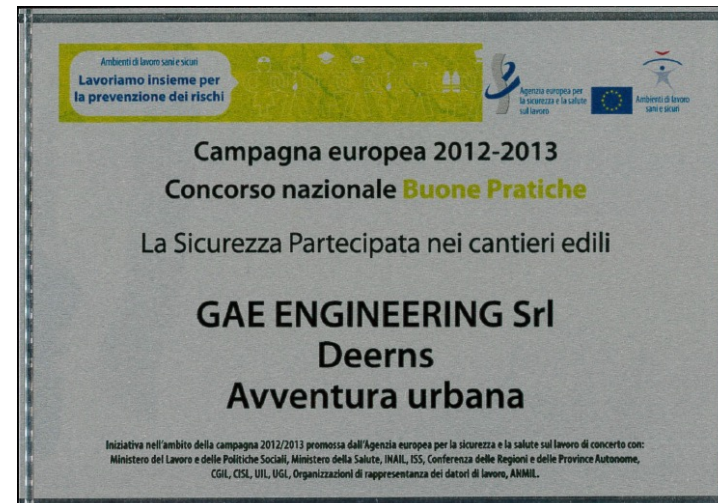 Ambienti di lavoro sani e sicuri
Lavoriamo insieme per
la prevenzione dei rischi
Agenzia europea per
la sicurezza e la salute
sul lavoro
Ambienti di lavoro
sani e sicuri
Campagna europea 2012-2013
Concorso nazionale Buone Pratiche
La Sicurezza Partecipata nei cantieri edili
GAE ENGINEERING Srl
Deerns
Avventura urbana
Iniziativa nell'ambito della campagna 2012/2013 promossa dall'Agenzia europea per la sicurezza e la salute sul lavoro di concerto con:
Ministero del Lavoro e delle Politiche Sociali, Ministero della Salute, INAIL, ISS, Conferenza delle Regioni e delle Province Autonome,
CGIL, CISL, UIL, UGL, Organizzazioni di rappresentanza dei datori di lavoro, ANMIL.